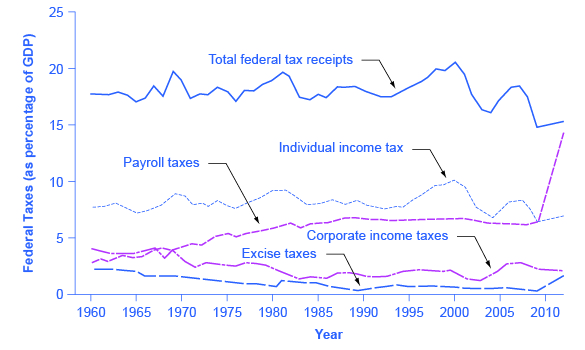 25
20
15
10
5
0
Federal Taxes (as percentage of GDP)
Total federal tax receipts
Individual income tax
Payroll taxes
Corporate income taxes
Excise taxes
1960 1965 1970 1975 1980 1985 1990 1995 2000 2005 2010
Year